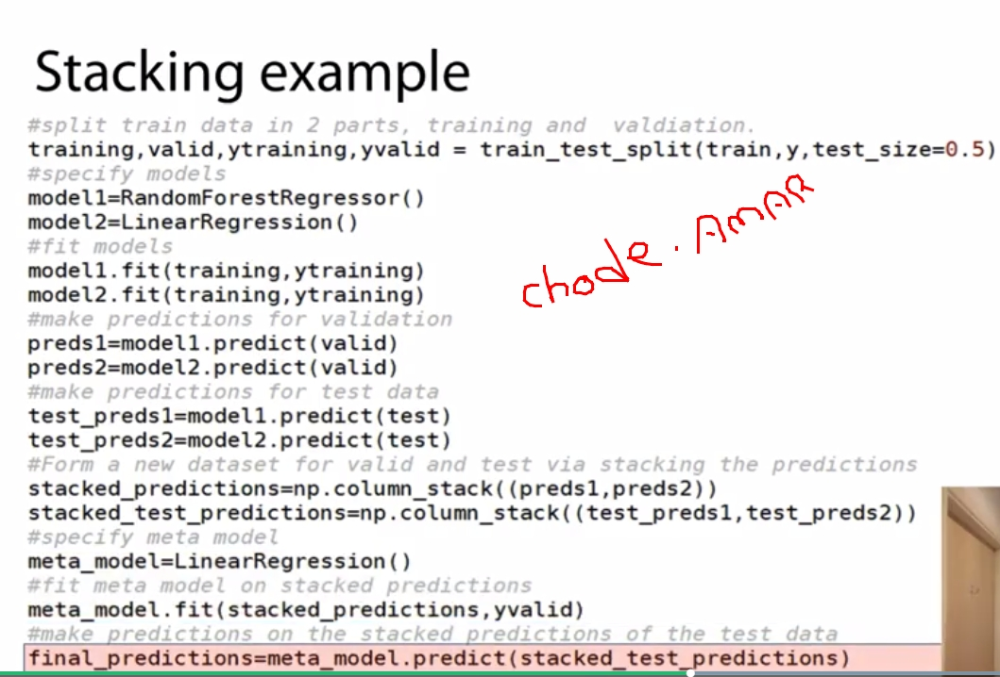 Stacking example
#split train data in 2 parts, training and valdiation.
training,valid,ytraining,yvalid = train_test_split(train,y,test_size=0.5)
#specify models
model1=RandomForestRegressor()
model2=LinearRegression()
#fit models
model1.fit(training,ytraining)
model2.fit(training,ytraining)
#make predictions for validation
preds1=model1.predict(valid)
preds2=model2.predict(valid)
#make predictions for test data
test_preds1=model1.predict(test)
test_preds2=model2.predict(test)
#Form a new dataset for valid and test via stacking the predictions
stacked_predictions=np.column_stack((preds1,preds2))
stacked_test_predictions=np.column_stack((test_preds1,test_preds2))
#specify meta model
meta_model=LinearRegression()
#fit meta model on stacked predictions
meta_model.fit(stacked_predictions,yvalid)
#make predictions on the stacked predictions of the test data
final_predictions=meta_model.predict(stacked_test_predictions)
chode.AMAR